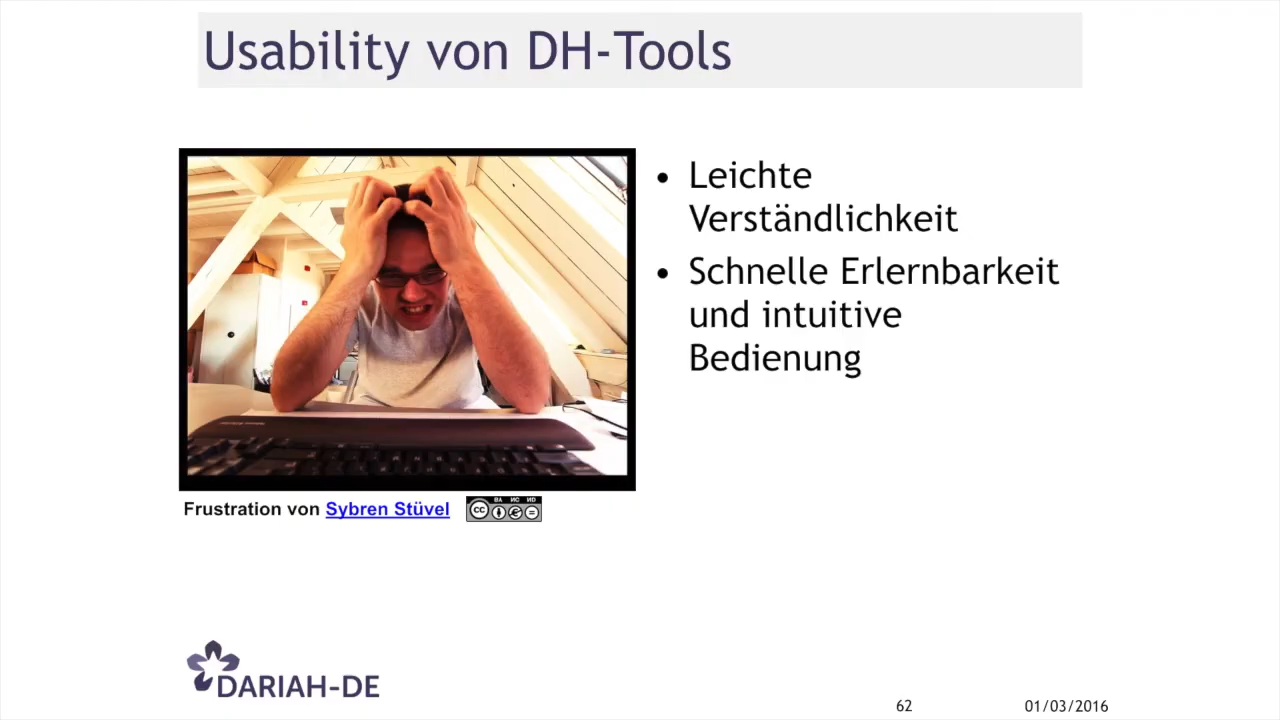 Usability von DH-Tools
• Leichte
Verständlichkeit
• Schnelle Erlernbarkeit
und intuitive
Bedienung
Frustration von Sybren Stüvel
cc
DARIAH-DE
62
01/03/2016